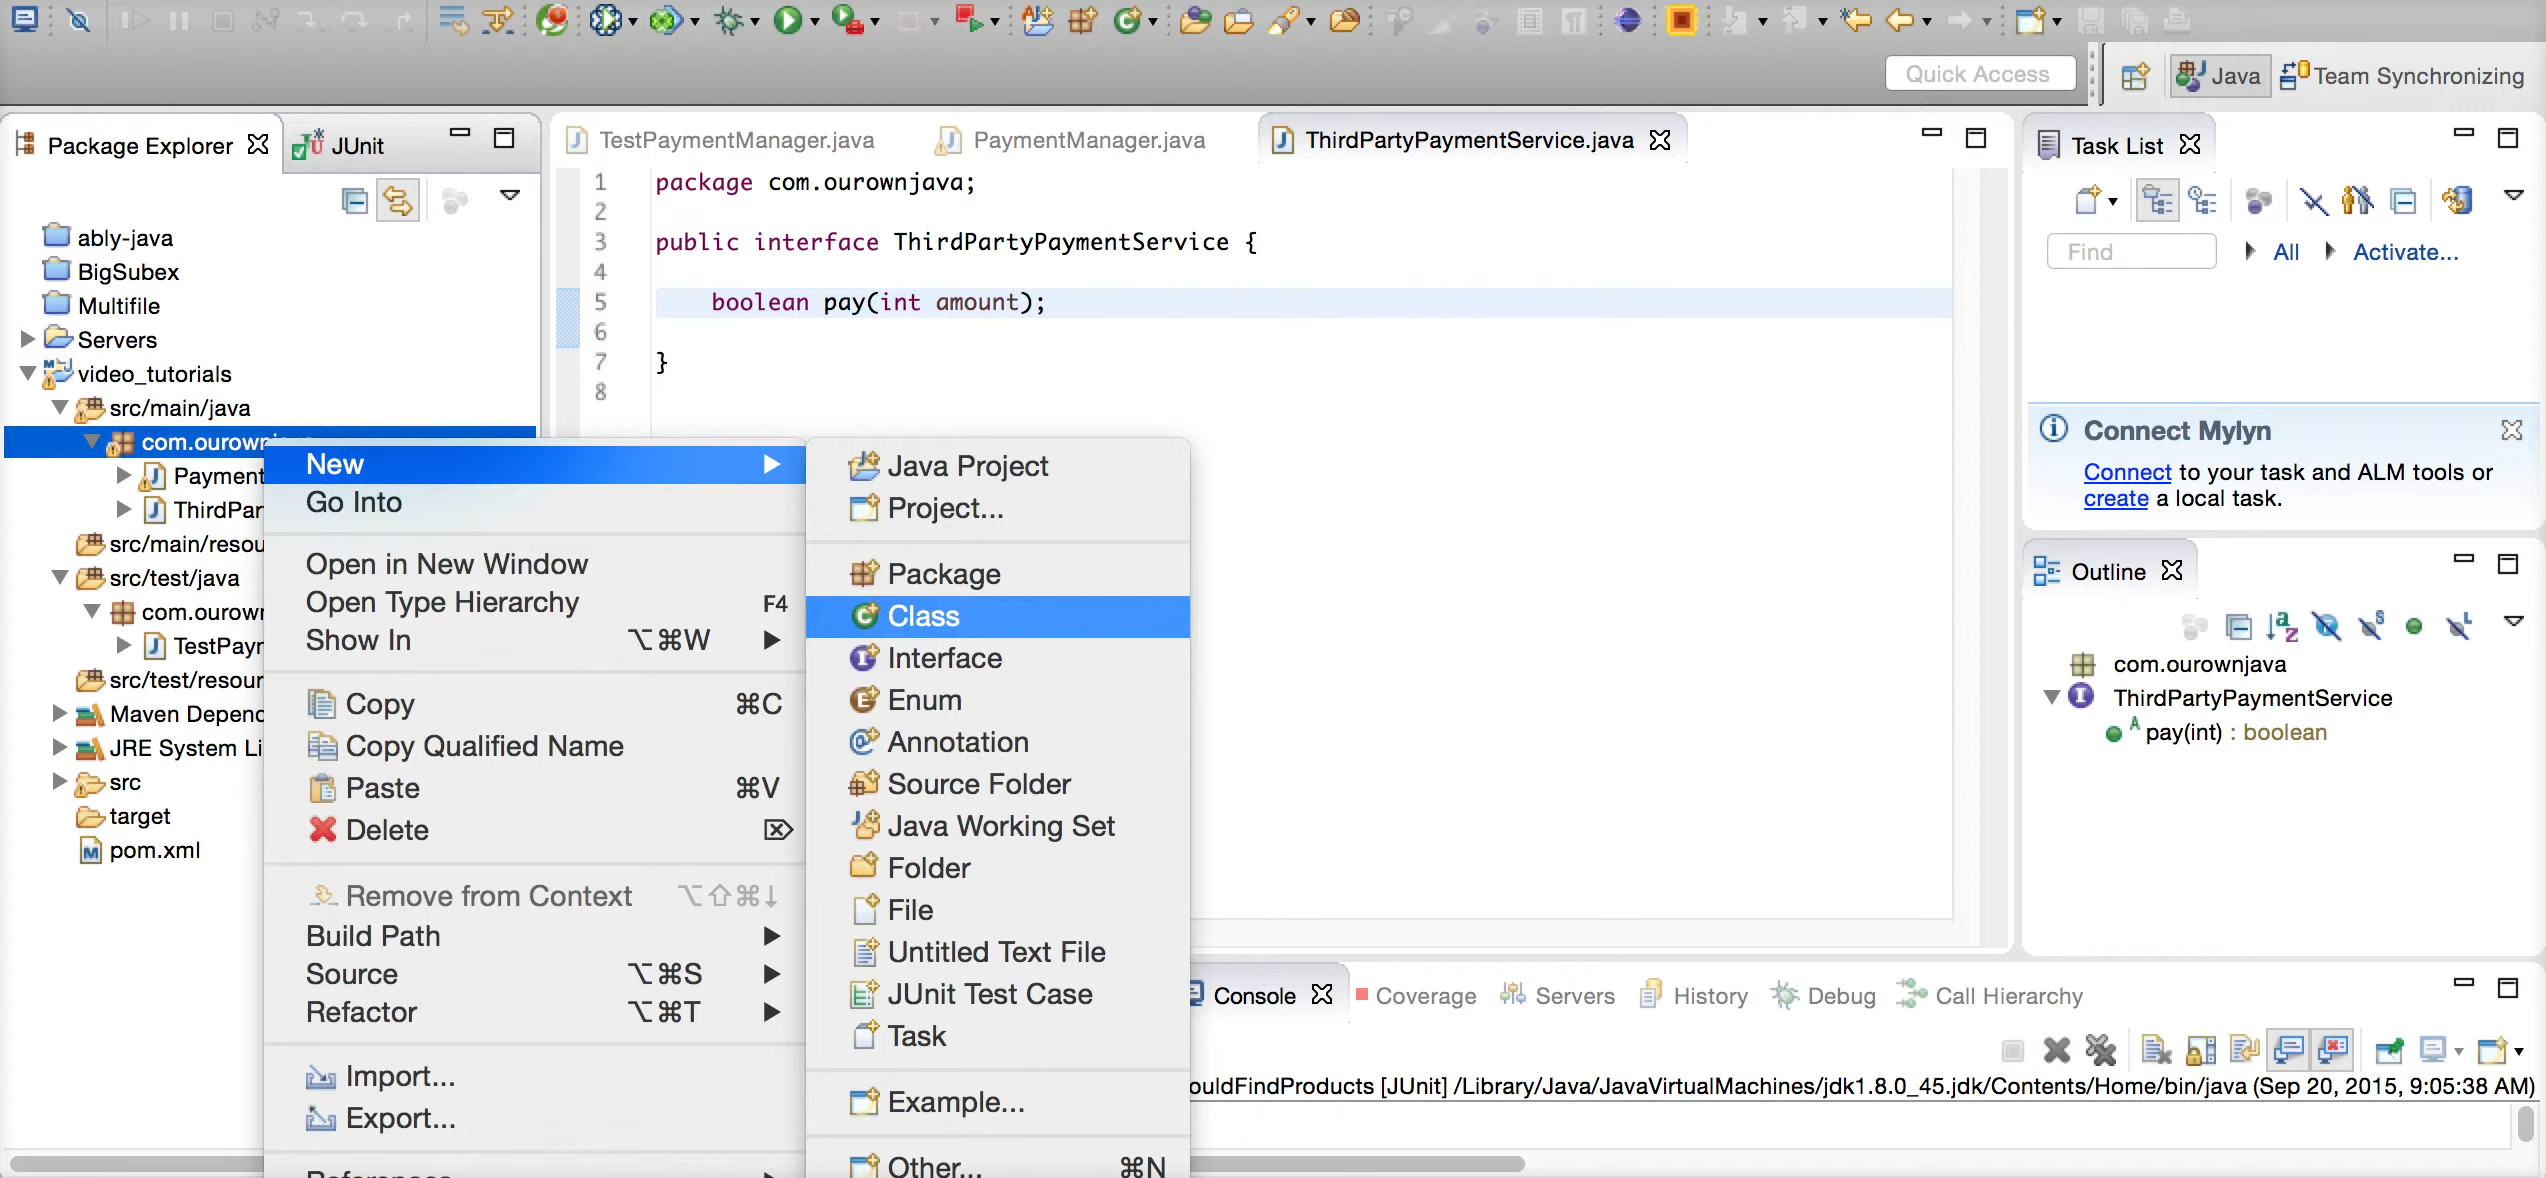 Quick Access
Java
Team Synchronizing
Package Explorer
JUnit
TestPaymentManager.java
PaymentManager.java
ThirdPartyPaymentService.java
Task List
1 package com.ourownjava;
2
3 public interface ThirdPartyPaymentService {
4
5 boolean pay(int amount);
6
7 }
8
ably-java
BigSubex
Multifile
Servers
video_tutorials
src/main/java
com.ourown
Payment
ThirdPar
src/main/resou
src/test/java
com.ourown
TestPayn
src/test/resour
Maven Depend
JRE System Li
src
target
pom.xml
New
Go Into
Open in New Window
Open Type Hierarchy F4
Show In ⌥⌘W
Copy ⌘C
Copy Qualified Name
Paste ⌘V
Delete ⌦
Remove from Context ⌥⇧⌘↓
Build Path
Source ⌥⌘S
Refactor ⌥⌘T
Import...
Export...
References
Java Project
Project...
Package
Class
Interface
Enum
Annotation
Source Folder
Java Working Set
Folder
File
Untitled Text File
JUnit Test Case
Task
Example...
Other... ⌘N
Find
All
Activate...
Connect Mylyn
Connect to your task and ALM tools or
create a local task.
Outline
com.ourownjava
ThirdPartyPaymentService
pay(int) : boolean
Console
Coverage
Servers
History
Debug
Call Hierarchy
ouldFindProducts [JUnit] /Library/Java/JavaVirtualMachines/jdk1.8.0_45.jdk/Contents/Home/bin/java (Sep 20, 2015, 9:05:38 AM)